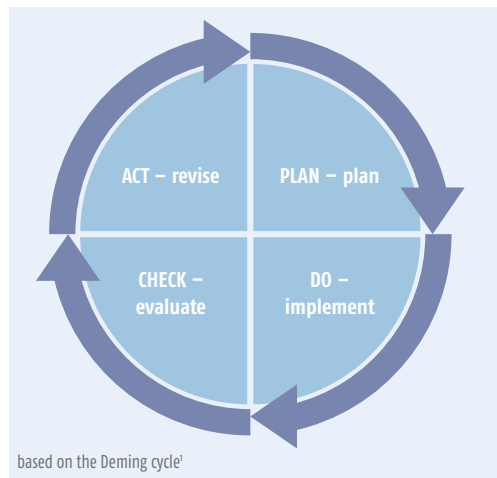 ACT – revise
PLAN – plan
CHECK –
evaluate
DO –
implement
based on the Deming cycle¹